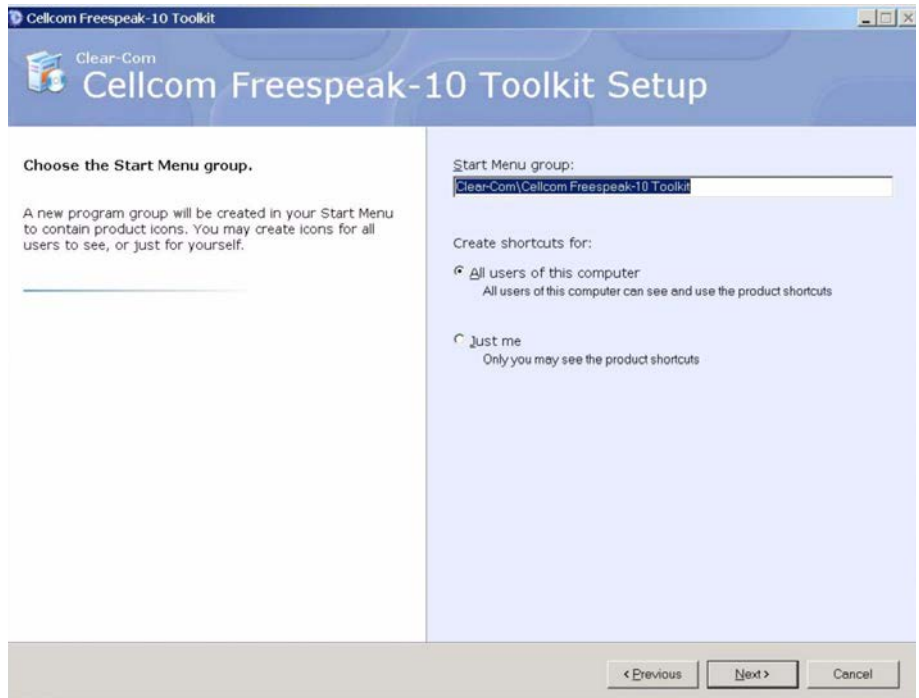 Cellcom Freespeak-10 Toolkit
Clear-Com
Cellcom Freespeak-10 Toolkit Setup
Choose the Start Menu group.
A new program group will be created in your Start Menu
to contain product icons. You may create icons for all
users to see, or just for yourself.
Start Menu group:
Clear-Com\Cellcom Freespeak-10 Toolkit
Create shortcuts for:
All users of this computer
All users of this computer can see and use the product shortcuts
Just me
Only you may see the product shortcuts
< Previous
Next >
Cancel